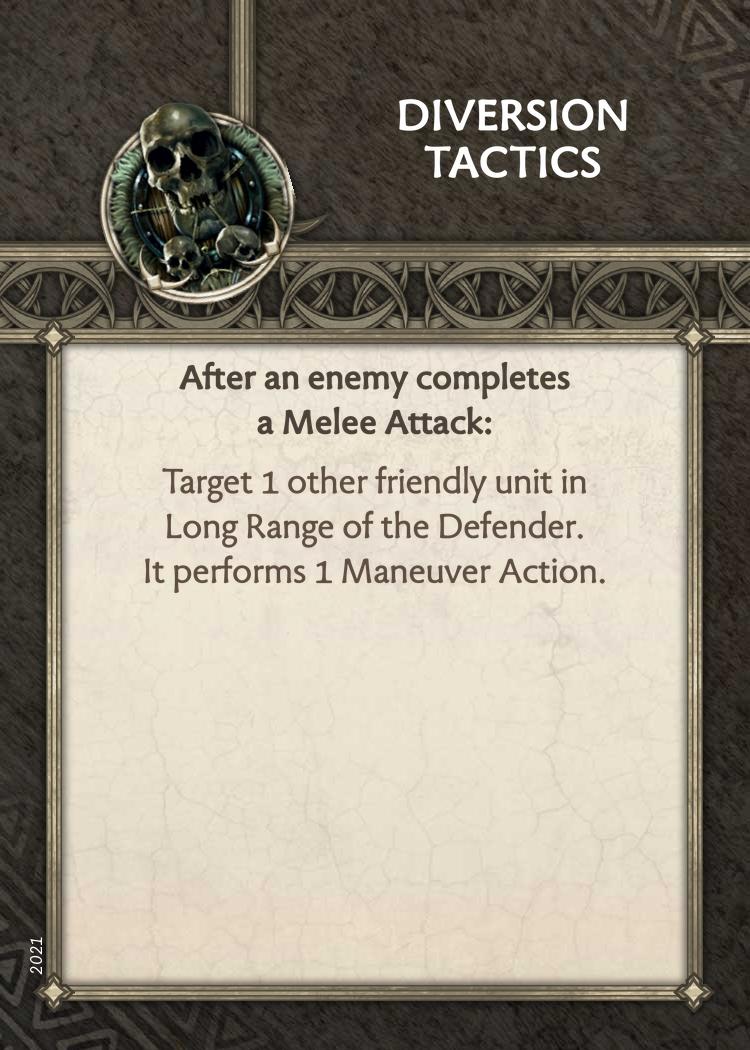 DIVERSION
TACTICS
After an enemy completes
a Melee Attack:
Target 1 other friendly unit in
Long Range of the Defender.
It performs 1 Maneuver Action.
2021